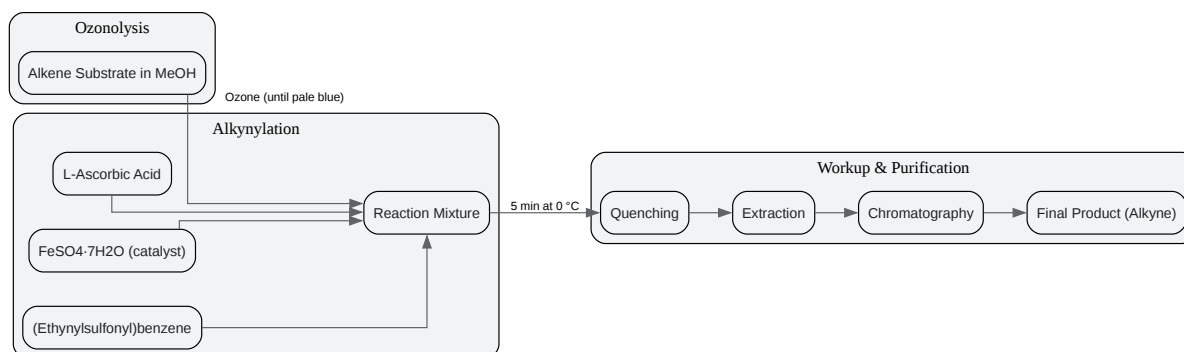 Ozonolysis
Alkene Substrate in MeOH
Ozone (until pale blue)
Alkynylation
L-Ascorbic Acid
FeSO4·7H2O (catalyst)
(Ethynylsulfonyl)benzene
Reaction Mixture
5 min at 0 °C
Workup & Purification
Quenching
Extraction
Chromatography
Final Product (Alkyne)